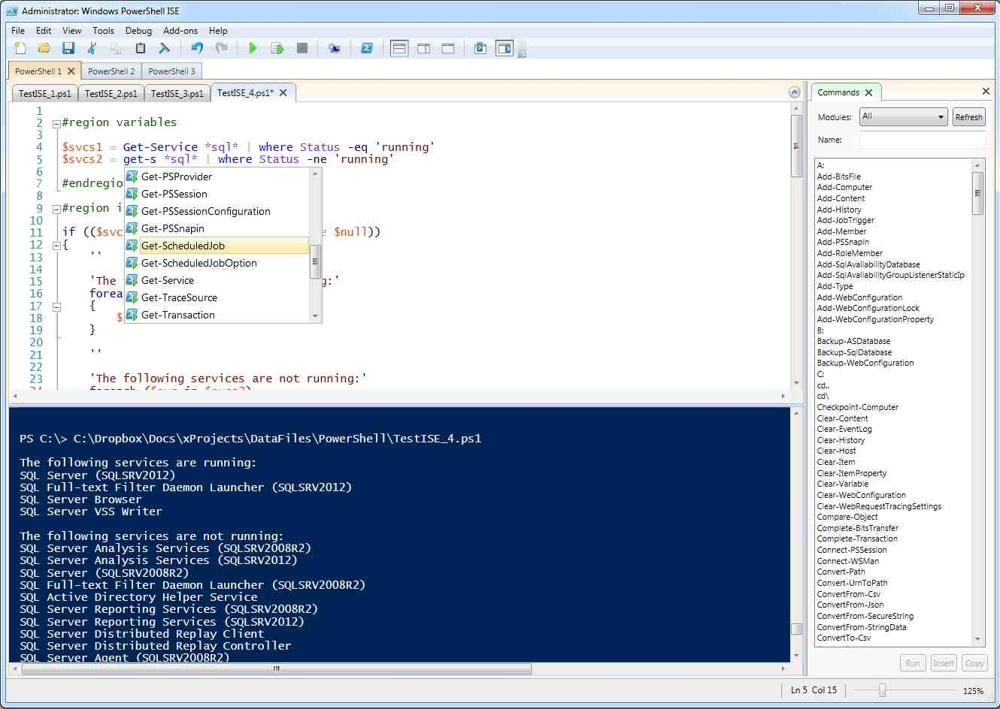 Administrator: Windows PowerShell ISE
File Edit View Tools Debug Add-ons Help
PowerShell 1 PowerShell 2 PowerShell 3
TestISE_1.ps1 TestISE_2.ps1 TestISE_3.ps1 TestISE_4.ps1*
1
2 #region variables
3
4 $svcs1 = Get-Service *sql* | where Status -eq 'running'
5 $svcs2 = get-s *sql* | where Status -ne 'running'
6
7 #endregio
8
9 #region i
10
11 if (($svc e $null))
12 {
13 ''
14
15 'The g:'
16 forea
17 {
18 $
19 }
20
21 ''
22
23 'The following services are not running:'
24 foreach ($svc in $svcs2)
Get-PSProvider
Get-PSSession
Get-PSSessionConfiguration
Get-PSSnapin
Get-ScheduledJob
Get-ScheduledJobOption
Get-Service
Get-TraceSource
Get-Transaction
PS C:\> C:\Dropbox\Docs\xProjects\DataFiles\PowerShell\TestISE_4.ps1
The following services are running:
SQL Server (SQLSRV2012)
SQL Full-text Filter Daemon Launcher (SQLSRV2012)
SQL Server Browser
SQL Server VSS Writer
The following services are not running:
SQL Server Analysis Services (SQLSRV2008R2)
SQL Server Analysis Services (SQLSRV2012)
SQL Server (SQLSRV2008R2)
SQL Full-text Filter Daemon Launcher (SQLSRV2008R2)
SQL Active Directory Helper Service
SQL Server Reporting Services (SQLSRV2008R2)
SQL Server Reporting Services (SQLSRV2012)
SQL Server Distributed Replay Client
SQL Server Distributed Replay Controller
SQL Server Agent (SQLSRV2008R2)
Commands
Modules: All Refresh
Name:
A:
Add-BitsFile
Add-Computer
Add-Content
Add-History
Add-JobTrigger
Add-Member
Add-PSSnapin
Add-RoleMember
Add-SqlAvailabilityDatabase
Add-SqlAvailabilityGroupListenerStaticIp
Add-Type
Add-WebConfiguration
Add-WebConfigurationLock
Add-WebConfigurationProperty
B:
Backup-ASDatabase
Backup-SqlDatabase
Backup-WebConfiguration
C:
cd..
cd\
Checkpoint-Computer
Clear-Content
Clear-EventLog
Clear-History
Clear-Host
Clear-Item
Clear-ItemProperty
Clear-Variable
Clear-WebConfiguration
Clear-WebRequestTracingSettings
Compare-Object
Complete-BitsTransfer
Complete-Transaction
Connect-PSSession
Connect-WSMan
Convert-Path
Convert-UrnToPath
ConvertFrom-Csv
ConvertFrom-Json
ConvertFrom-SecureString
ConvertFrom-StringData
ConvertTo-Csv
Run Insert Copy
Ln 5 Col 15 125%